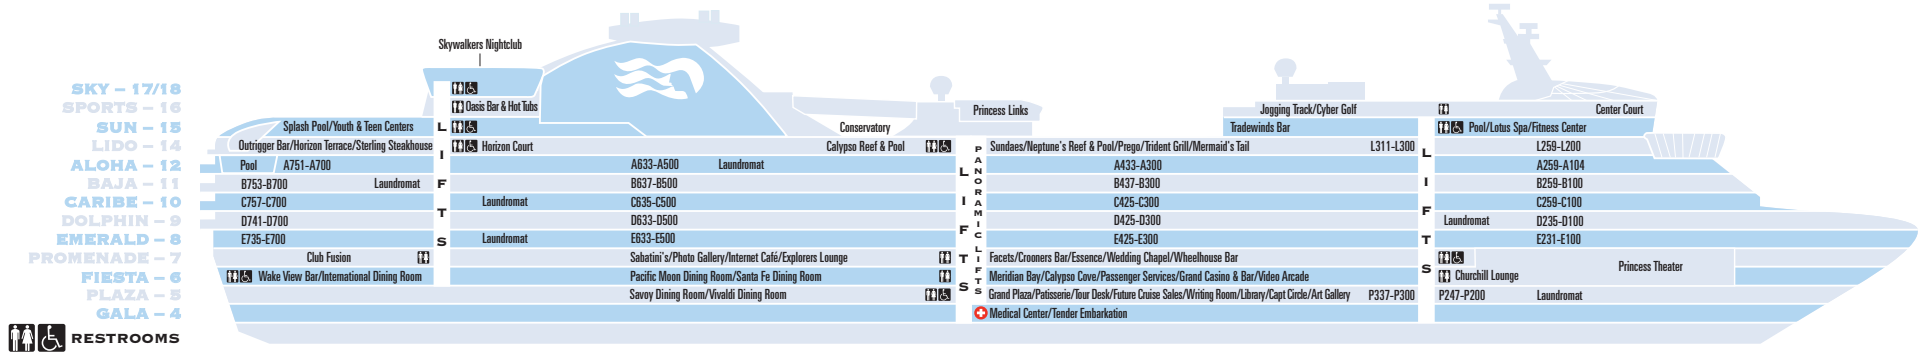 Skywalkers Nightclub
SKY – 17/18
SPORTS – 16 Oasis Bar & Hot Tubs Princess Links Jogging Track/Cyber Golf Center Court
SUN – 15 Splash Pool/Youth & Teen Centers Conservatory Tradewinds Bar Pool/Lotus Spa/Fitness Center
LIDO – 14 Outrigger Bar/Horizon Terrace/Sterling Steakhouse Horizon Court Calypso Reef & Pool Sundaes/Neptune's Reef & Pool/Prego/Trident Grill/Mermaid's Tail L311-L300 L259-L200
ALOHA – 12 Pool A751-A700 A633-A500 Laundromat A433-A300 A259-A104
BAJA – 11 B753-B700 Laundromat B637-B500 B437-B300 B259-B100
CARIBE – 10 C757-C700 Laundromat C635-C500 C425-C300 C259-C100
DOLPHIN – 9 D741-D700 D633-D500 D425-D300 Laundromat D235-D100
EMERALD – 8 E735-E700 Laundromat E633-E500 E425-E300 E231-E100
PROMENADE – 7 Club Fusion Sabatini's/Photo Gallery/Internet Café/Explorers Lounge Facets/Crooners Bar/Essence/Wedding Chapel/Wheelhouse Bar Princess Theater
FIESTA – 6 Wake View Bar/International Dining Room Pacific Moon Dining Room/Santa Fe Dining Room Meridian Bay/Calypso Cove/Passenger Services/Grand Casino & Bar/Video Arcade Churchill Lounge
PLAZA – 5 Savoy Dining Room/Vivaldi Dining Room Grand Plaza/Patisserie/Tour Desk/Future Cruise Sales/Writing Room/Library/Capt Circle/Art Gallery P337-P300 P247-P200 Laundromat
GALA – 4 Medical Center/Tender Embarkation
LIFTS
LIFTS
PANORAMIC LIFTS
LIFTS
RESTROOMS